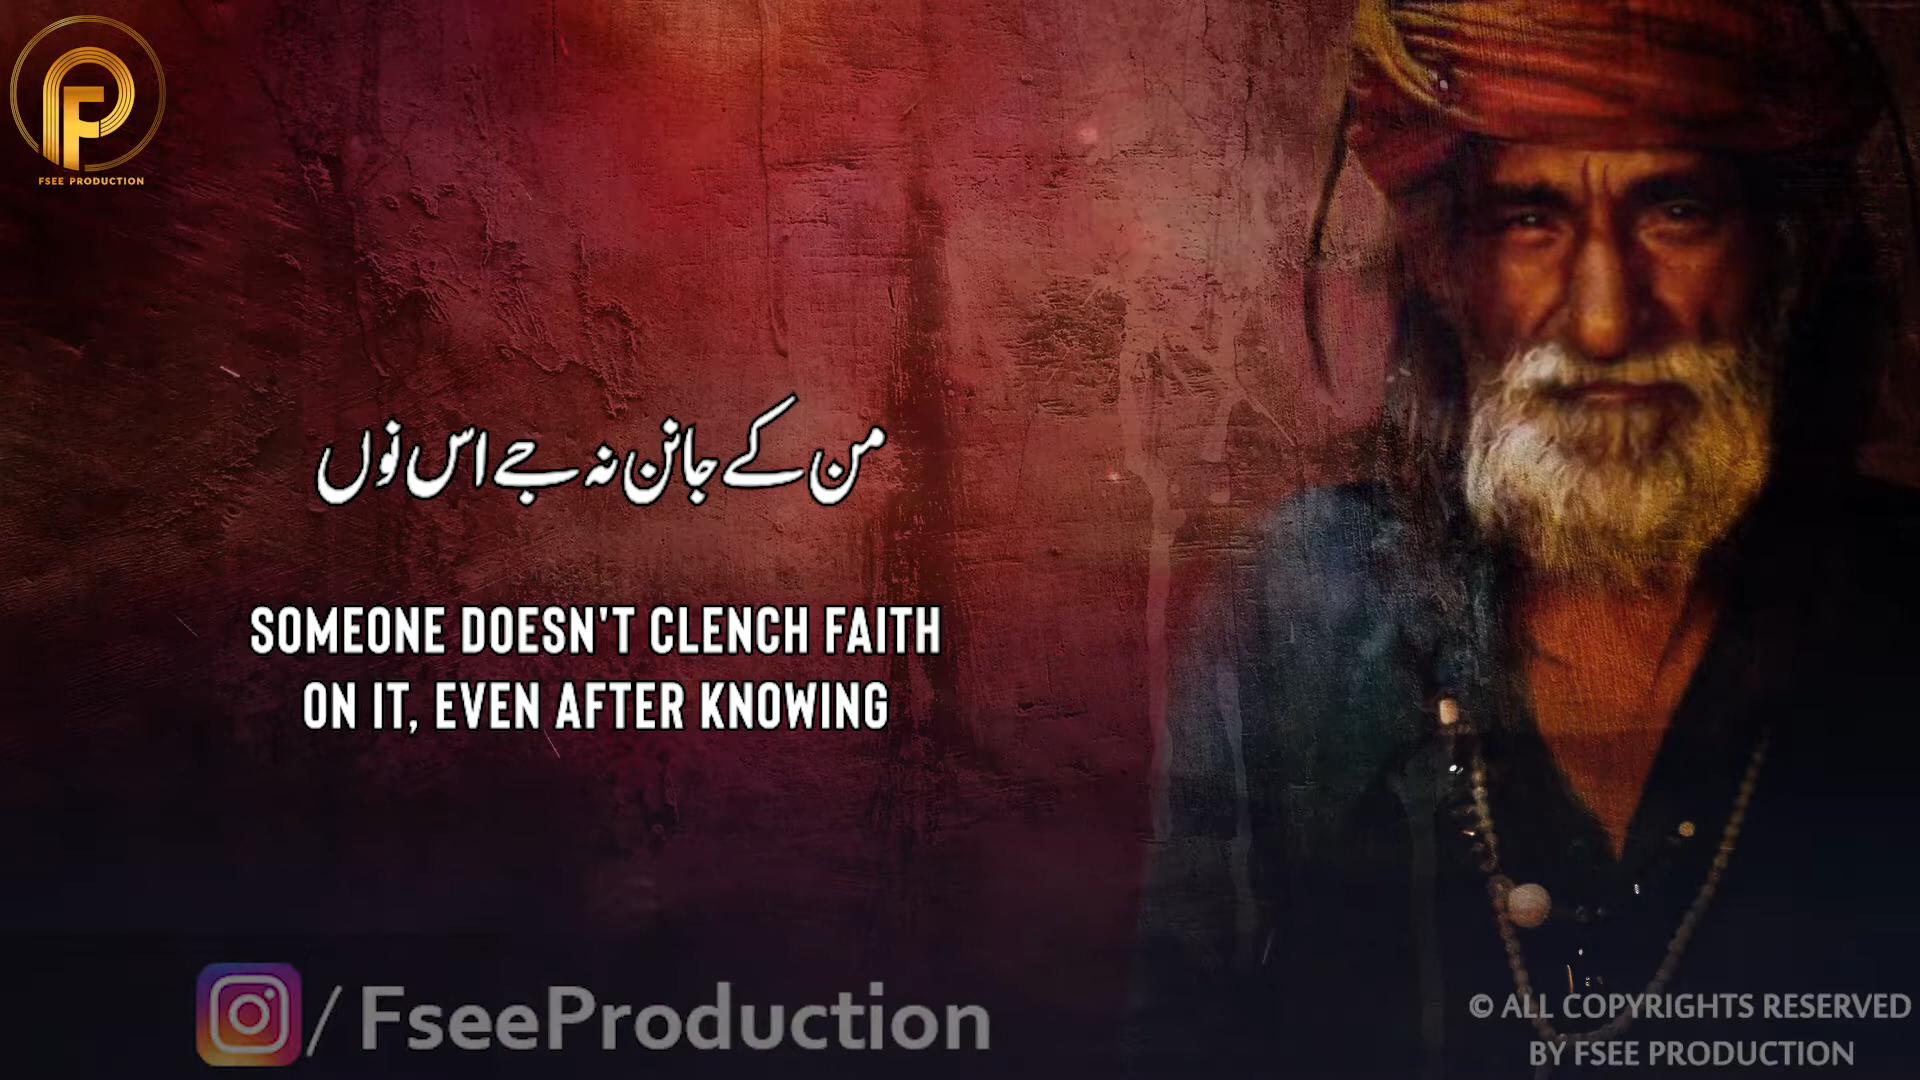 FSEE PRODUCTION
من کے جانن نہ جے اس نوں
SOMEONE DOESN'T CLENCH FAITH
ON IT, EVEN AFTER KNOWING
/ FseeProduction
© ALL COPYRIGHTS RESERVED
BY FSEE PRODUCTION